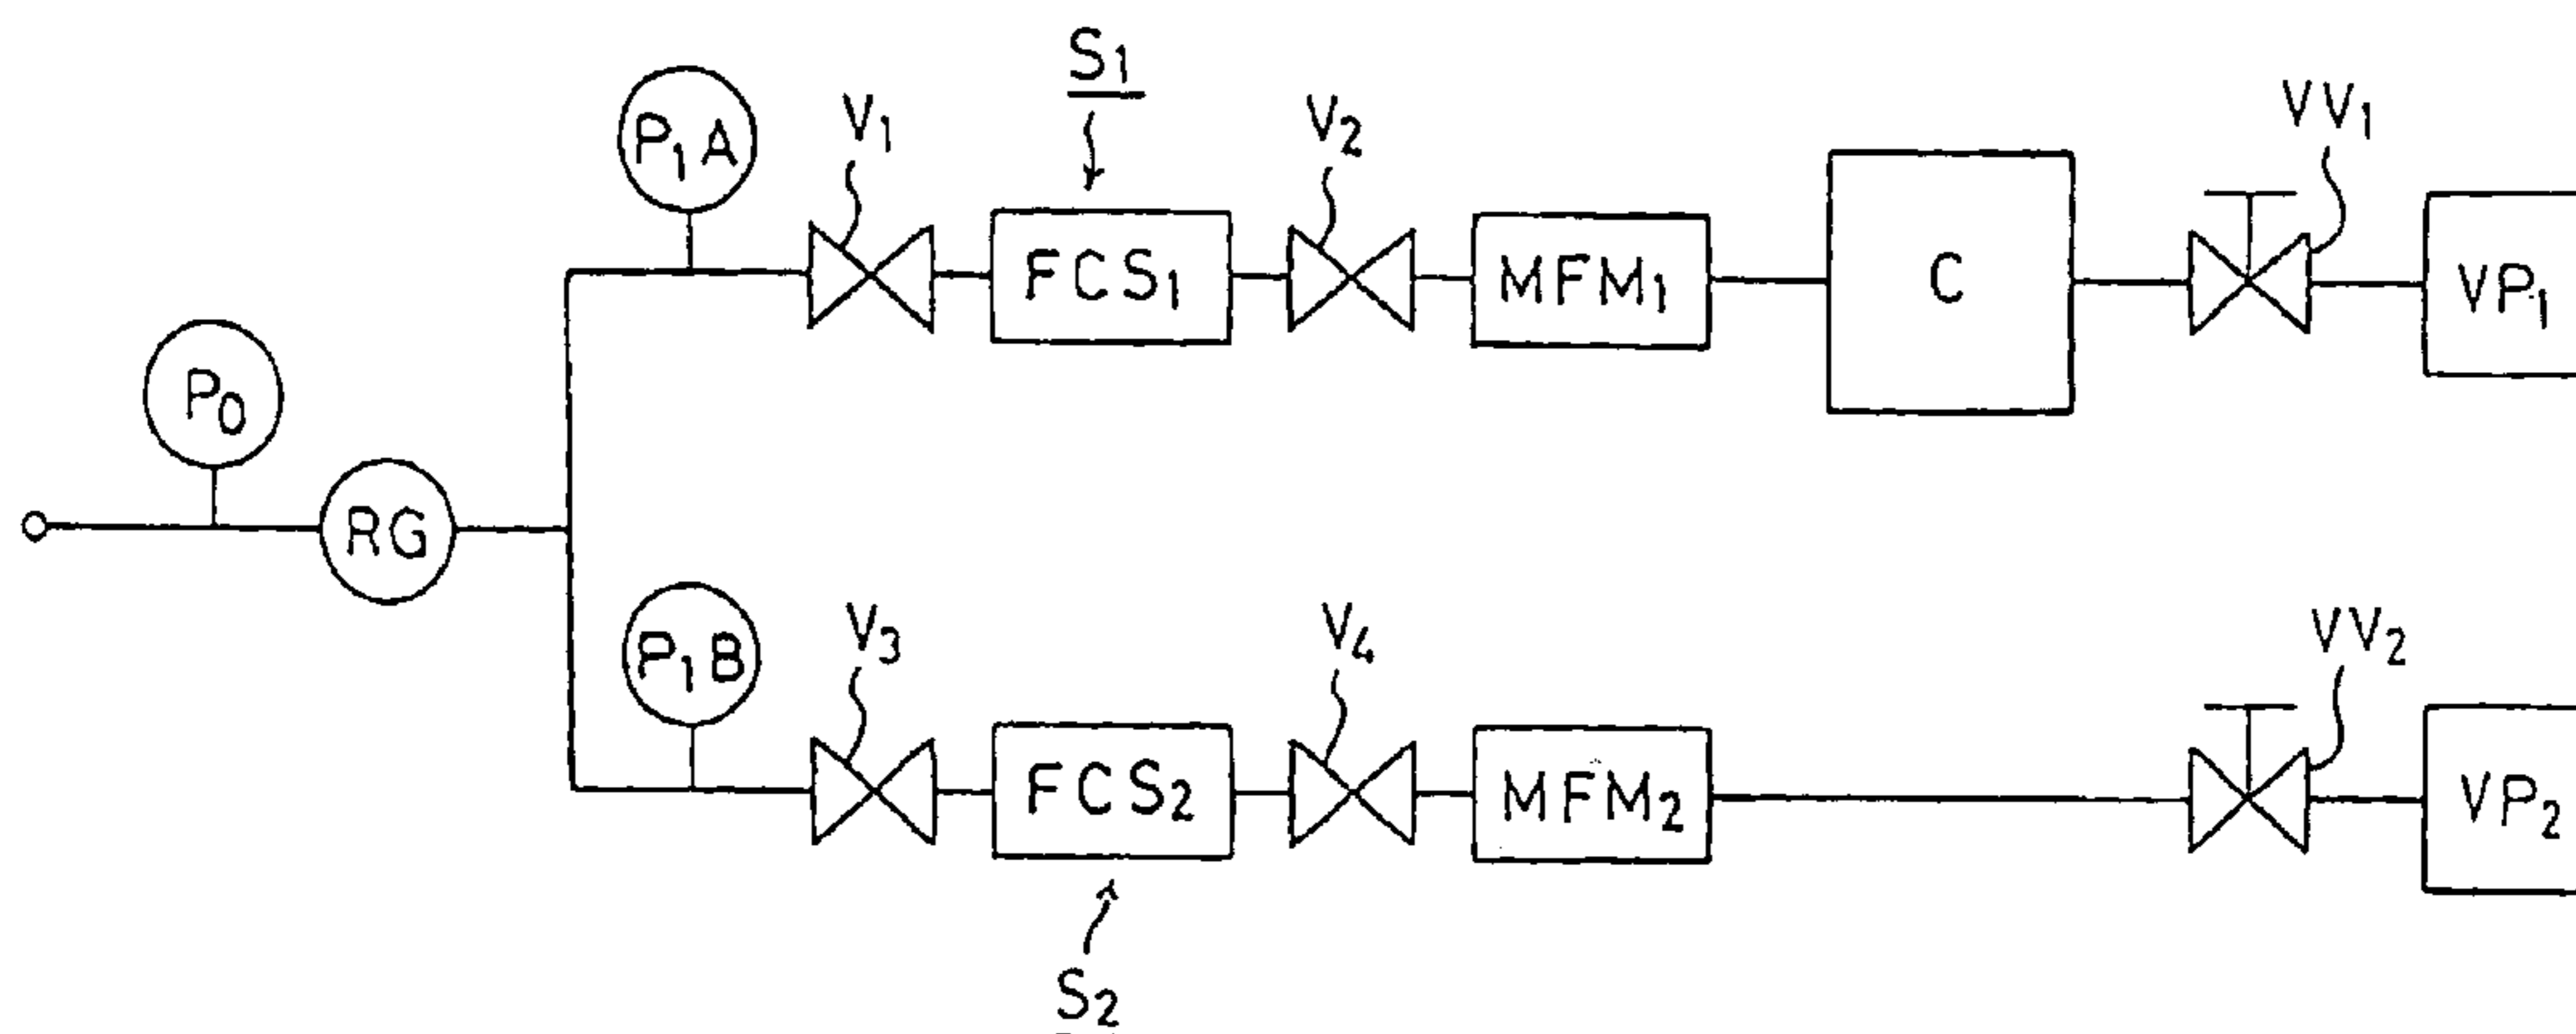 S₁
P₁A
V₁
V₂
VV₁
FCS₁
MFM₁
C
VP₁
P₀
RG
P₁B
V₃
V₄
VV₂
FCS₂
MFM₂
VP₂
S₂